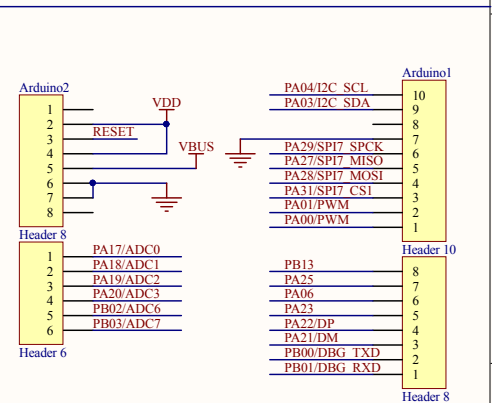 Arduino2
1
2
3
4
5
6
7
8
RESET
VDD
VBUS
Header 8
1
2
3
4
5
6
PA17/ADC0
PA18/ADC1
PA19/ADC2
PA20/ADC3
PB02/ADC6
PB03/ADC7
Header 6
Arduino1
PA04/I2C_SCL 10
PA03/I2C_SDA 9
8
7
PA29/SPI7_SPCK 6
PA27/SPI7_MISO 5
PA28/SPI7_MOSI 4
PA31/SPI7_CS1 3
PA01/PWM 2
PA00/PWM 1
Header 10
PB13 8
PA25 7
PA06 6
PA23 5
PA22/DP 4
PA21/DM 3
PB00/DBG_TXD 2
PB01/DBG_RXD 1
Header 8